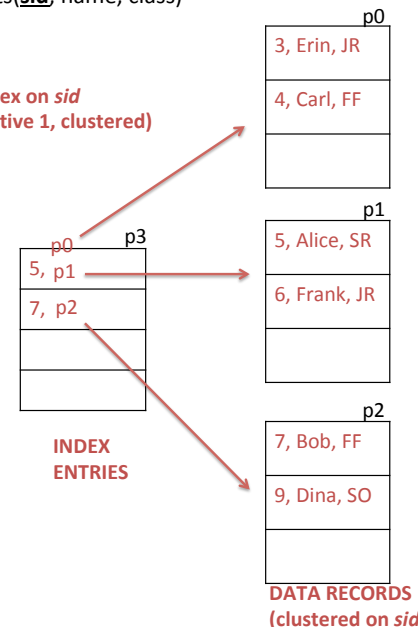 s(sid, name, class)
ex on sid
tive 1, clustered)
p3
p0
5, p1
7, p2
INDEX
ENTRIES
p0
3, Erin, JR
4, Carl, FF
p1
5, Alice, SR
6, Frank, JR
p2
7, Bob, FF
9, Dina, SO
DATA RECORDS
(clustered on sid